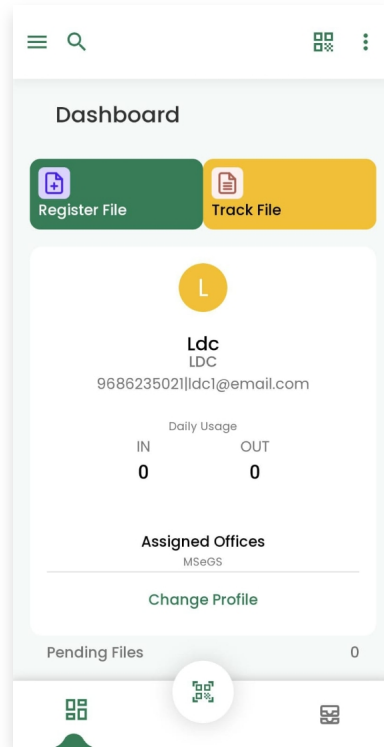 Dashboard
Register File
Track File
L
Ldc
LDC
9686235021|ldc1@email.com
Daily Usage
IN OUT
0 0
Assigned Offices
MSeGS
Change Profile
Pending Files 0